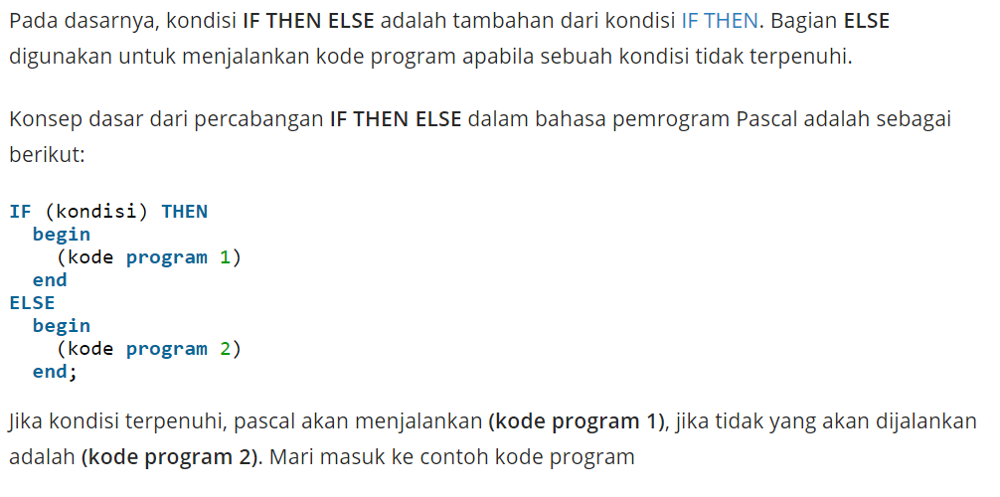 Pada dasarnya, kondisi IF THEN ELSE adalah tambahan dari kondisi IF THEN. Bagian ELSE
digunakan untuk menjalankan kode program apabila sebuah kondisi tidak terpenuhi.
Konsep dasar dari percabangan IF THEN ELSE dalam bahasa pemrogram Pascal adalah sebagai
berikut:
IF (kondisi) THEN
  begin
    (kode program 1)
  end
ELSE
  begin
    (kode program 2)
  end;
Jika kondisi terpenuhi, pascal akan menjalankan (kode program 1), jika tidak yang akan dijalankan
adalah (kode program 2). Mari masuk ke contoh kode program